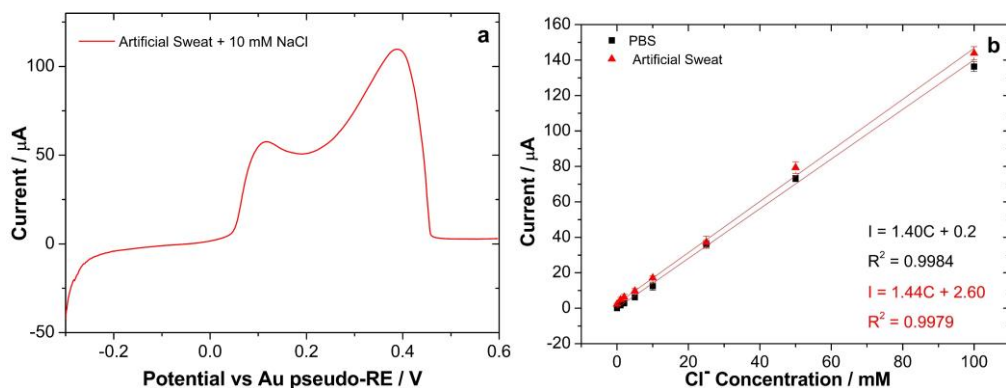 Artificial Sweat + 10 mM NaCl
a
100
50
0
-50
Current / μA
-0.2 0.0 0.2 0.4 0.6
Potential vs Au pseudo-RE / V
PBS
Artificial Sweat
b
160
140
120
100
80
60
40
20
0
-20
Current / μA
I = 1.40C + 0.2
R² = 0.9984
I = 1.44C + 2.60
R² = 0.9979
0 20 40 60 80 100
Cl⁻ Concentration / mM